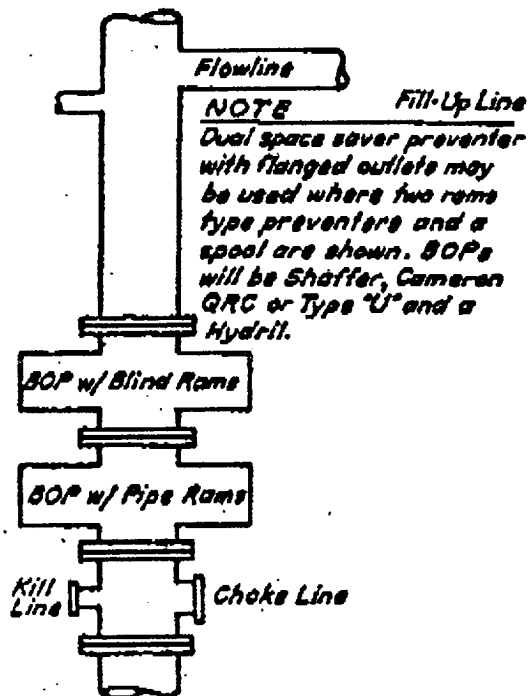 Flowline
Fill-Up Line
NOTE
Dual space saver preventer
with flanged outlets may
be used where two rams
type preventers and a
spool are shown. BOPs
will be Shaffer, Cameron
QRC or Type "U" and a
Hydril.
BOP w/ Blind Rams
BOP w/ Pipe Rams
Kill
Line
Choke Line